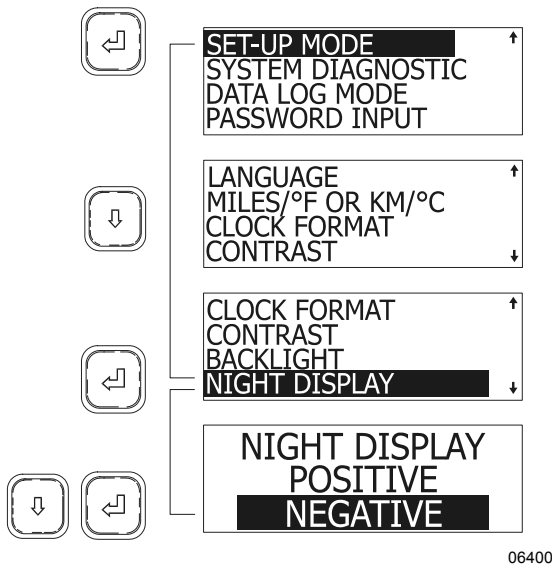 SET-UP MODE
SYSTEM DIAGNOSTIC
DATA LOG MODE
PASSWORD INPUT
LANGUAGE
MILES/°F OR KM/°C
CLOCK FORMAT
CONTRAST
CLOCK FORMAT
CONTRAST
BACKLIGHT
NIGHT DISPLAY
NIGHT DISPLAY
POSITIVE
NEGATIVE
06400